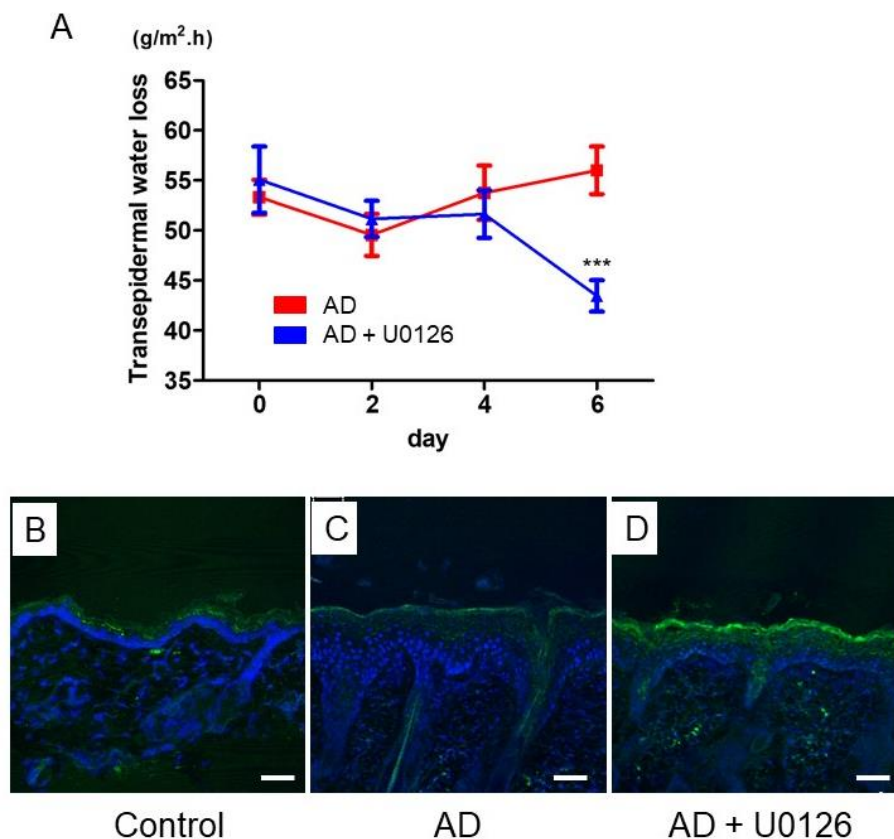 A
(g/m².h)
Transepidermal water loss
65
60
55
50
45
40
35
***
AD
AD + U0126
0 2 4 6
day
B C D
Control AD AD + U0126